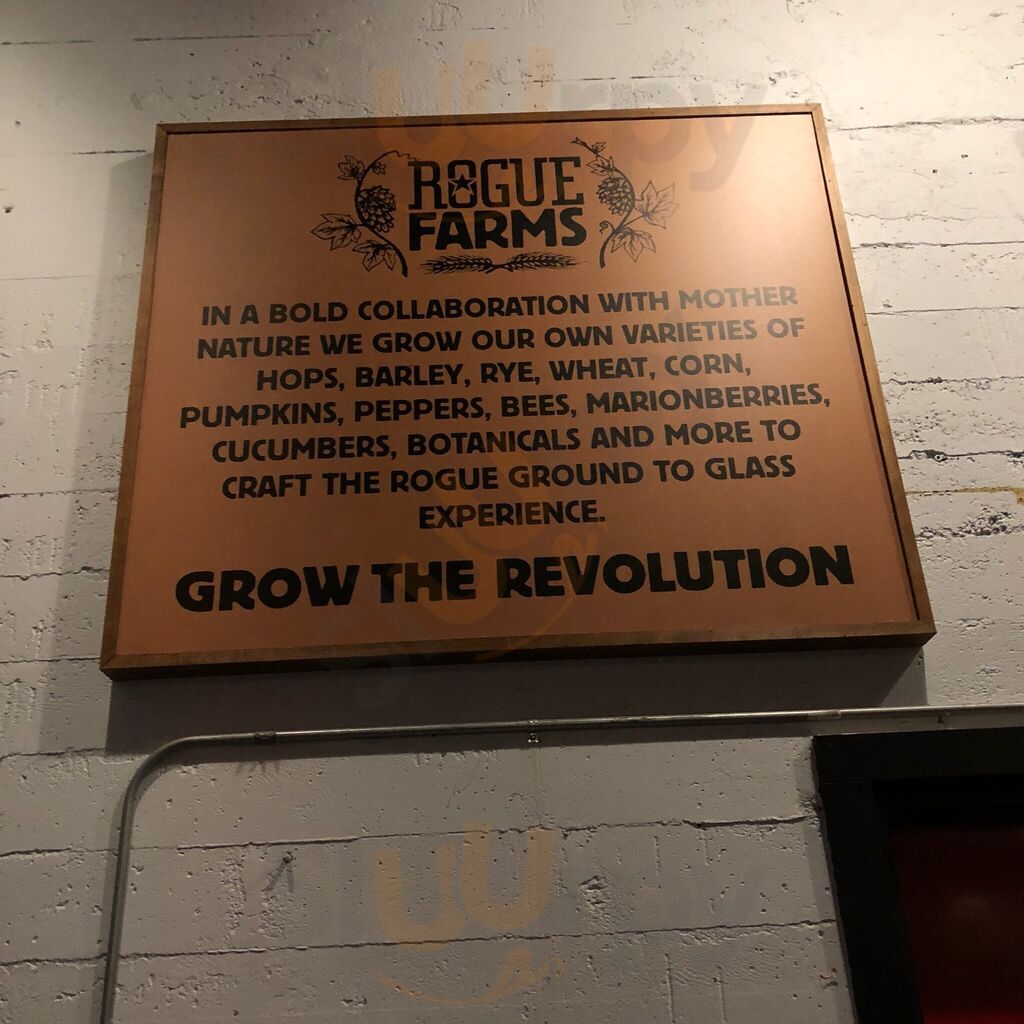 ROGUE
FARMS
IN A BOLD COLLABORATION WITH MOTHER
NATURE WE GROW OUR OWN VARIETIES OF
HOPS, BARLEY, RYE, WHEAT, CORN,
PUMPKINS, PEPPERS, BEES, MARIONBERRIES,
CUCUMBERS, BOTANICALS AND MORE TO
CRAFT THE ROGUE GROUND TO GLASS
EXPERIENCE.
GROW THE REVOLUTION